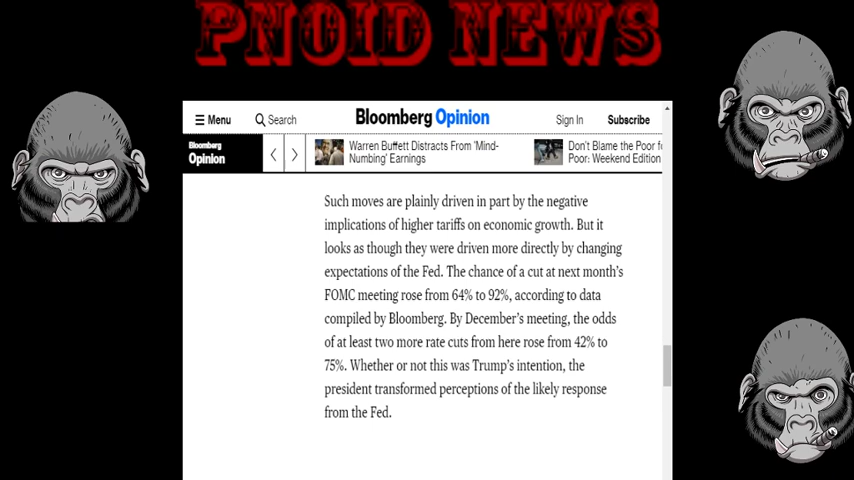 PNOID NEWS
Menu
Search
Bloomberg Opinion
Sign In
Subscribe
Bloomberg
Opinion
Warren Buffett Distracts From 'Mind-
Numbing' Earnings
Don't Blame the Poor
Poor: Weekend Edition
Such moves are plainly driven in part by the negative
implications of higher tariffs on economic growth. But it
looks as though they were driven more directly by changing
expectations of the Fed. The chance of a cut at next month's
FOMC meeting rose from 64% to 92%, according to data
compiled by Bloomberg. By December's meeting, the odds
of at least two more rate cuts from here rose from 42% to
75%. Whether or not this was Trump's intention, the
president transformed perceptions of the likely response
from the Fed.